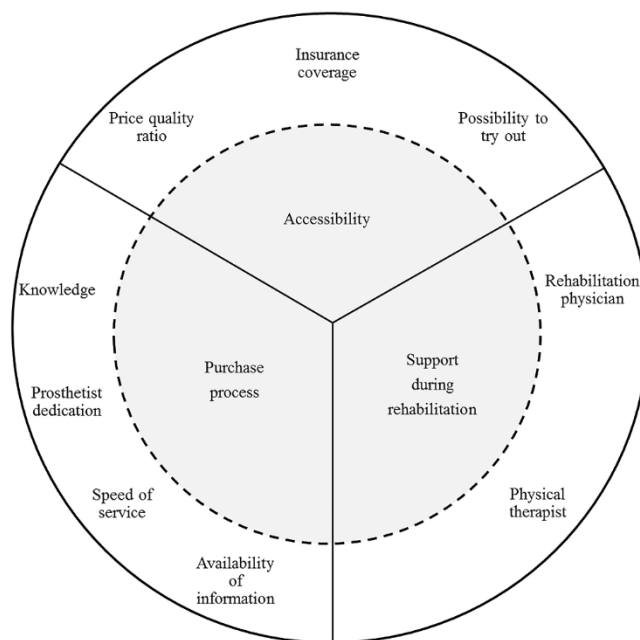 Insurance
coverage
Price quality
ratio
Possibility to
try out
Accessibility
Knowledge
Rehabilitation
physician
Purchase
process
Support
during
rehabilitation
Prosthetist
dedication
Speed of
service
Physical
therapist
Availability
of
information